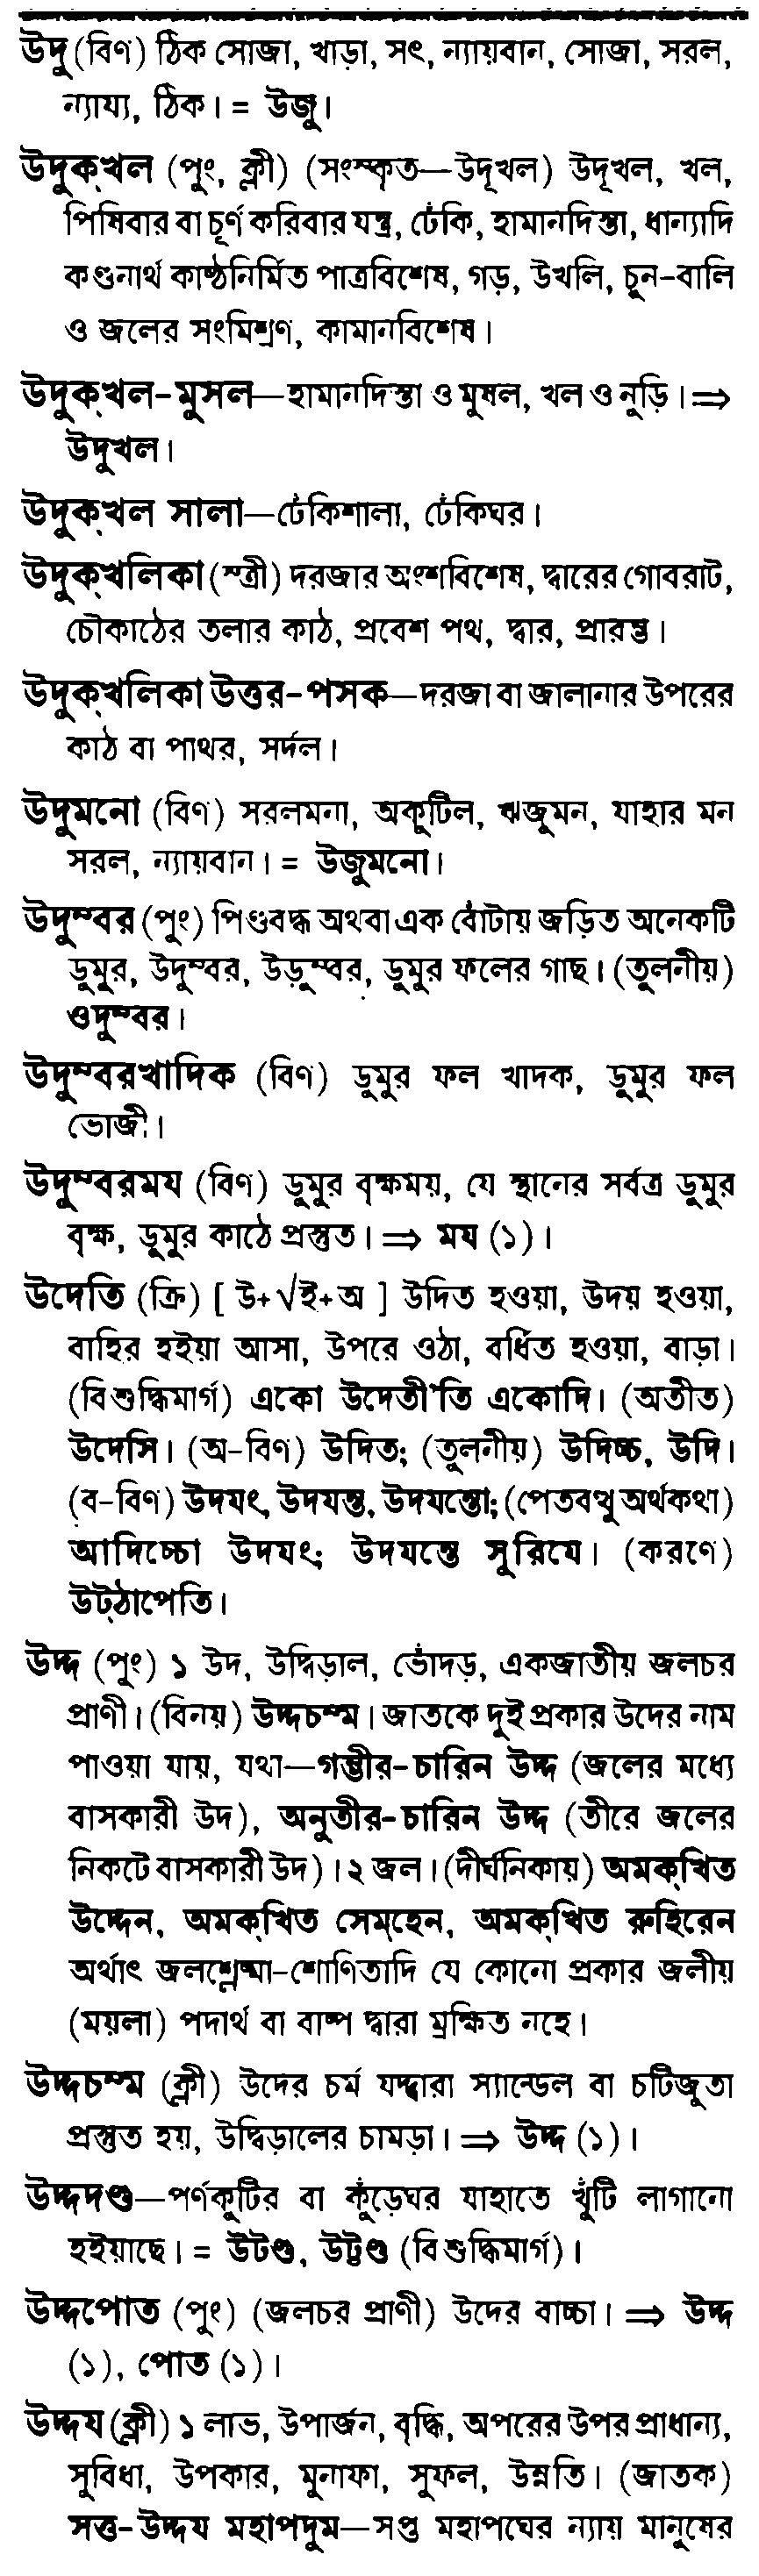 উদু (বিণ) ঠিক সোজা, খাড়া, সৎ, ন্যায়বান, সোজা, সরল,
ন্যায্য, ঠিক। = উজু।
উদুক্খল (পুং, ক্লী) (সংস্কৃত—উদূখল) উদূখল, খল,
পিষিবার বা চূর্ণ করিবার যন্ত্র, ঢেঁকি, হামানদিস্তা, ধান্যাদি
কণ্ডনার্থ কাষ্ঠনির্মিত পাত্রবিশেষ, গড়, উখলি, চুন-বালি
ও জলের সংমিশ্রণ, কামানবিশেষ।
উদুক্খল-মুসল—হামানদিস্তা ও মুষল, খল ও নুড়ি। ⇒
উদুখল।
উদুক্খল সালা—ঢেঁকিশালা, ঢেঁকিঘর।
উদুক্খলিকা (স্ত্রী) দরজার অংশবিশেষ, দ্বারের গোবরাট,
চৌকাঠের তলার কাঠ, প্রবেশ পথ, দ্বার, প্রারম্ভ।
উদুক্খলিকা উত্তর-পসক—দরজা বা জালানার উপরের
কাঠ বা পাথর, সর্দল।
উদুমনো (বিণ) সরলমনা, অকুটিল, ঋজুমন, যাহার মন
সরল, ন্যায়বান। = উজুমনো।
উদুম্বর (পুং) পিণ্ডবদ্ধ অথবা এক বোঁটায় জড়িত অনেকটি
ডুমুর, উদুম্বর, উড়ুম্বর, ডুমুর ফলের গাছ। (তুলনীয়)
ওদুম্বর।
উদুম্বরখাদিক (বিণ) ডুমুর ফল খাদক, ডুমুর ফল
ভোজী।
উদুম্বরময (বিণ) ডুমুর বৃক্ষময়, যে স্থানের সর্বত্র ডুমুর
বৃক্ষ, ডুমুর কাঠে প্রস্তুত। ⇒ ময (১)।
উদেতি (ক্রি) [ উ+√ই+অ ] উদিত হওয়া, উদয় হওয়া,
বাহির হইয়া আসা, উপরে ওঠা, বর্ধিত হওয়া, বাড়া।
(বিশুদ্ধিমার্গ) একো উদেতী'তি একোদি। (অতীত)
উদেসি। (অ-বিণ) উদিত; (তুলনীয়) উদিচ্চ, উদি।
(ব-বিণ) উদযং, উদযন্ত, উদযন্তো; (পেতবত্থু অর্থকথা)
আদিচ্চো উদযং; উদযন্তে সুরিযে। (করণে)
উট্ঠাপেতি।
উদ্দ (পুং) ১ উদ, উদ্বিড়াল, ভোঁদড়, একজাতীয় জলচর
প্রাণী। (বিনয়) উদ্দচম্ম। জাতকে দুই প্রকার উদের নাম
পাওয়া যায়, যথা—গম্ভীর-চারিন উদ্দ (জলের মধ্যে
বাসকারী উদ), অনুতীর-চারিন উদ্দ (তীরে জলের
নিকটে বাসকারী উদ)। ২ জল। (দীর্ঘনিকায়) অমক্খিত
উদ্দেন, অমক্খিত সেম্হেন, অমক্খিত রুহিরেন
অর্থাৎ জলশ্লেষ্মা-শোণিতাদি যে কোনো প্রকার জলীয়
(ময়লা) পদার্থ বা বাষ্প দ্বারা ম্রক্ষিত নহে।
উদ্দচম্ম (ক্লী) উদের চর্ম যদ্দ্বারা স্যান্ডেল বা চটিজুতা
প্রস্তুত হয়, উদ্বিড়ালের চামড়া। ⇒ উদ্দ (১)।
উদ্দদণ্ড—পর্ণকুটির বা কুঁড়েঘর যাহাতে খুঁটি লাগানো
হইয়াছে। = উটণ্ড, উট্টণ্ড (বিশুদ্ধিমার্গ)।
উদ্দপোত (পুং) (জলচর প্রাণী) উদের বাচ্চা। ⇒ উদ্দ
(১), পোত (১)।
উদ্দয (ক্লী) ১ লাভ, উপার্জন, বৃদ্ধি, অপরের উপর প্রাধান্য,
সুবিধা, উপকার, মুনাফা, সুফল, উন্নতি। (জাতক)
সত্ত-উদ্দয মহাপদুম—সপ্ত মহাপদ্মের ন্যায় মানুষের